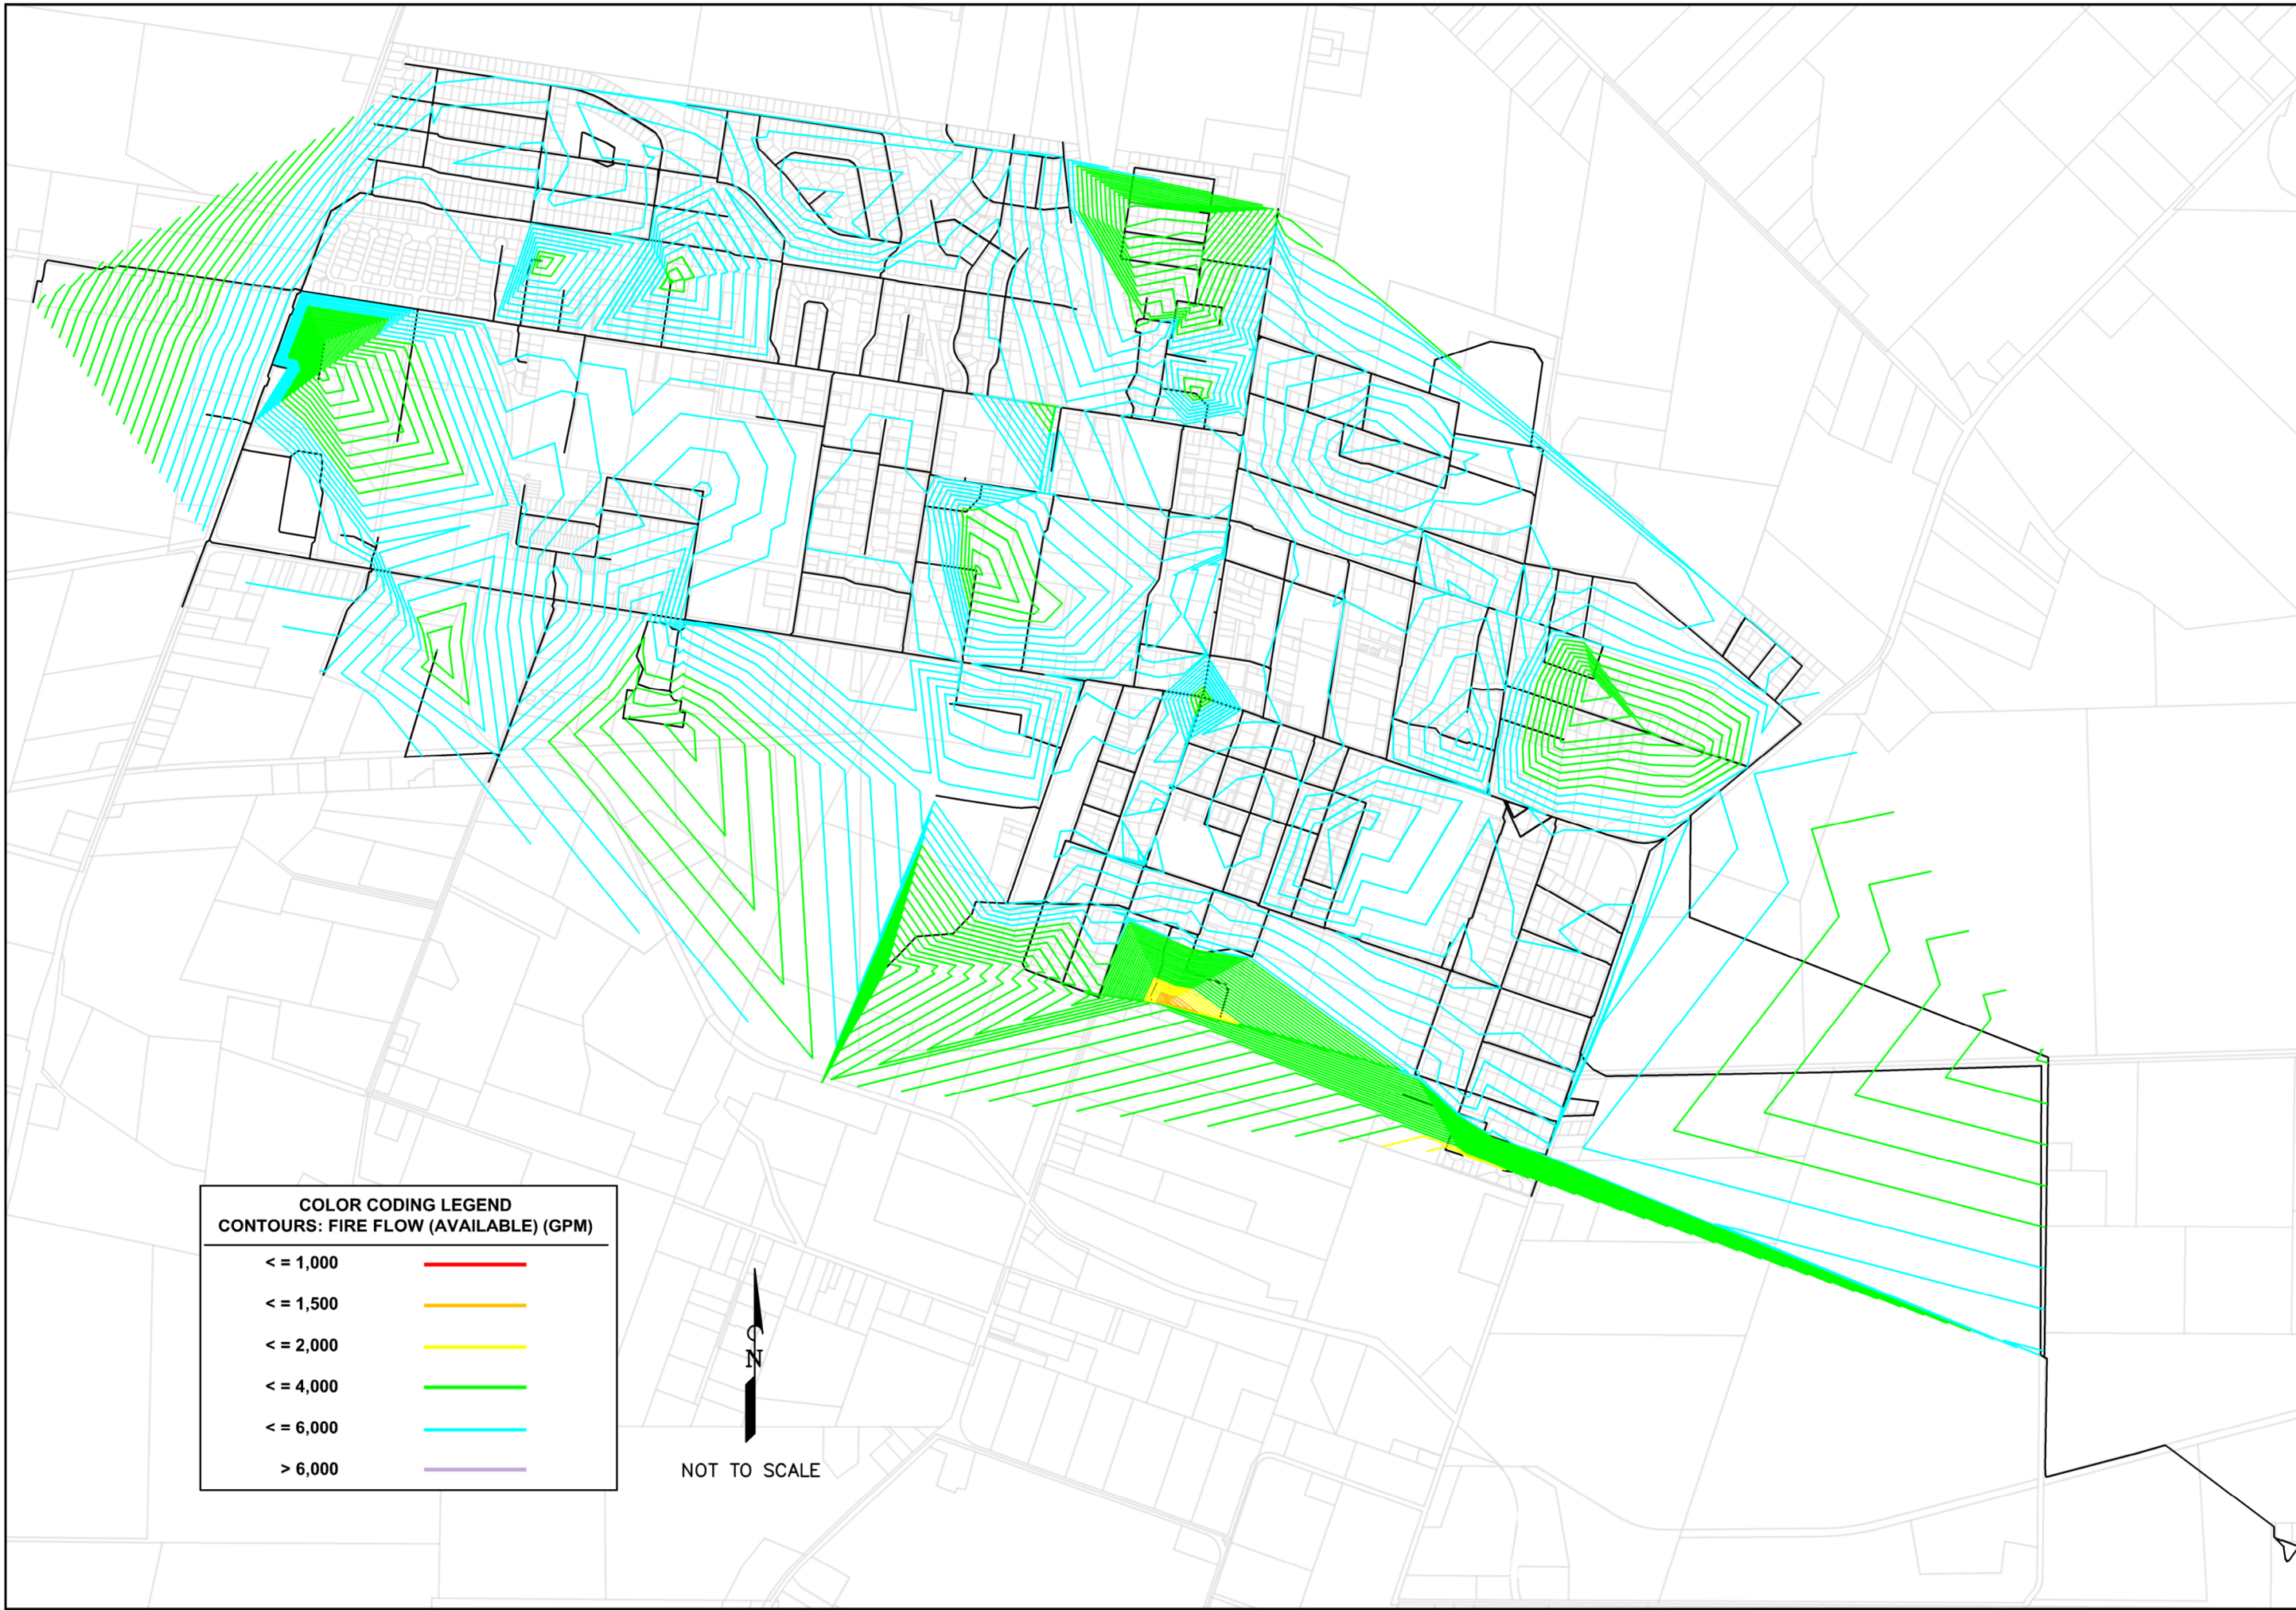 COLOR CODING LEGEND
CONTOURS: FIRE FLOW (AVAILABLE) (GPM)
< = 1,000
< = 1,500
< = 2,000
< = 4,000
< = 6,000
> 6,000
N
NOT TO SCALE